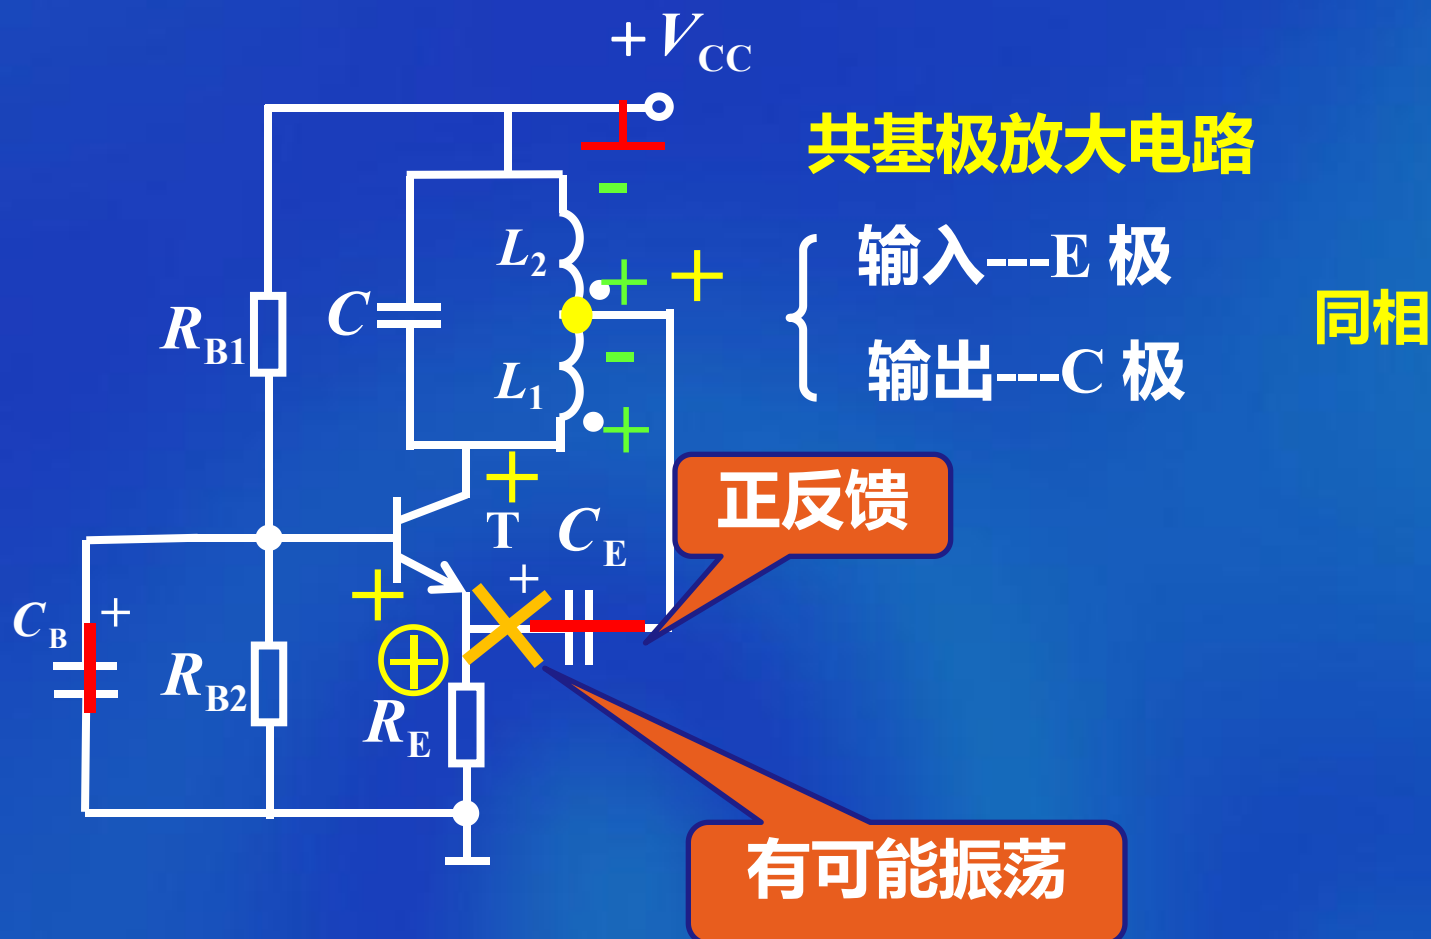 + V CC
共基极放大电路
输入---E 极
输出---C 极
同相
L2
L1
C
RB1
T
CE
+
正反馈
CB
+
RB2
RE
有可能振荡